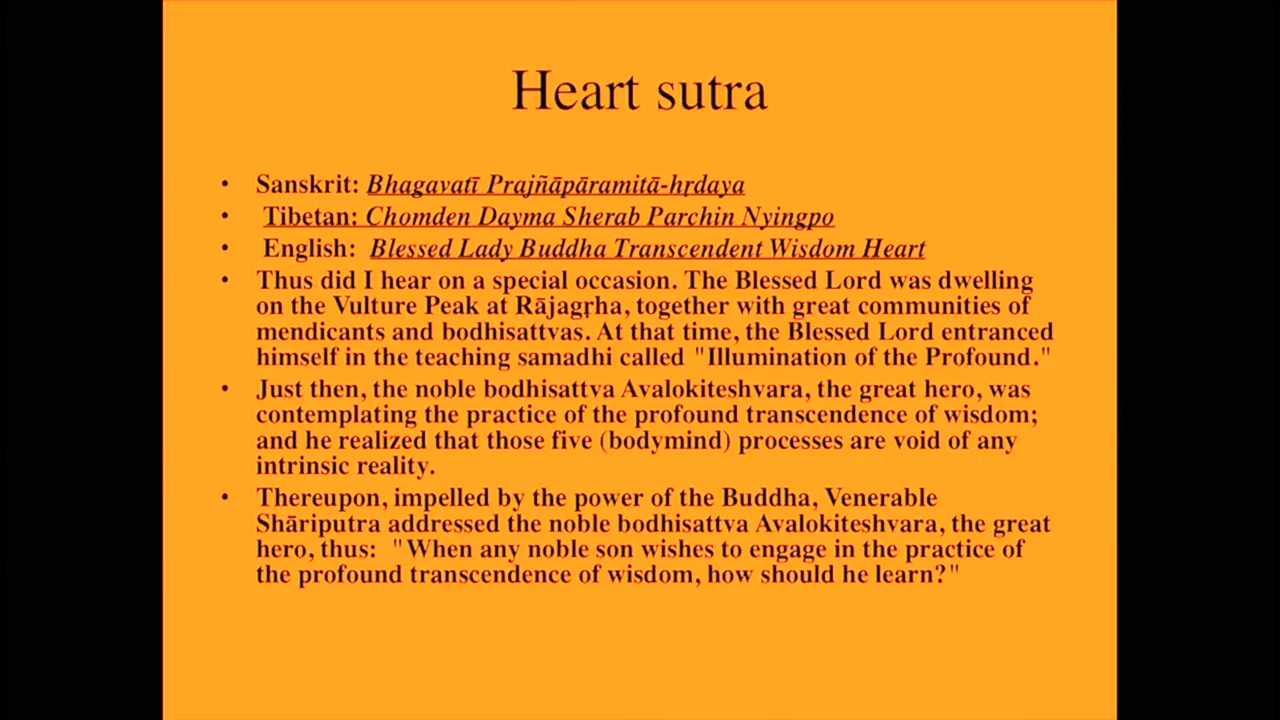 Heart sutra
• Sanskrit: Bhagavatī Prajñāpāramitā-hṛdaya
• Tibetan: Chomden Dayma Sherab Parchin Nyingpo
• English: Blessed Lady Buddha Transcendent Wisdom Heart
• Thus did I hear on a special occasion. The Blessed Lord was dwelling
on the Vulture Peak at Rājagṛha, together with great communities of
mendicants and bodhisattvas. At that time, the Blessed Lord entranced
himself in the teaching samadhi called "Illumination of the Profound."
• Just then, the noble bodhisattva Avalokiteshvara, the great hero, was
contemplating the practice of the profound transcendence of wisdom;
and he realized that those five (bodymind) processes are void of any
intrinsic reality.
• Thereupon, impelled by the power of the Buddha, Venerable
Shāriputra addressed the noble bodhisattva Avalokiteshvara, the great
hero, thus: "When any noble son wishes to engage in the practice of
the profound transcendence of wisdom, how should he learn?"